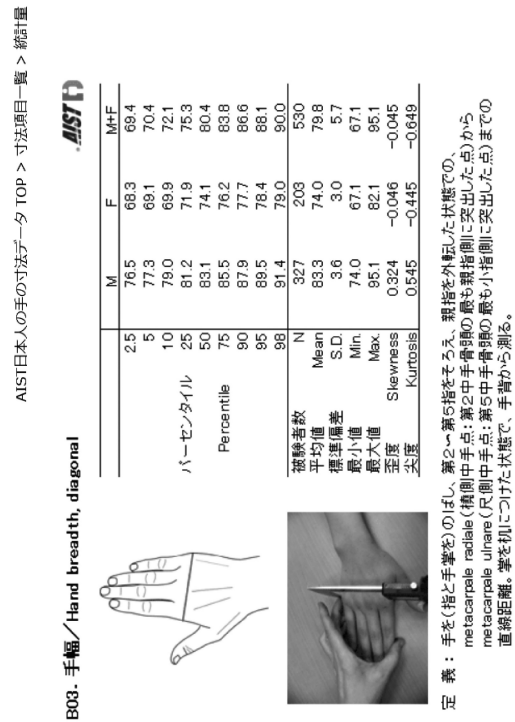 AIST日本人の手の寸法データ TOP > 寸法項目一覧 > 統計量
B03. 手幅／Hand breadth, diagonal
AIST
M F M+F
2.5 76.5 68.3 69.4
5 77.3 69.1 70.4
10 79.0 69.9 72.1
パーセンタイル 25 81.2 71.9 75.3
50 83.1 74.1 80.4
Percentile 75 85.5 76.2 83.8
90 87.9 77.7 86.6
95 89.5 78.4 88.1
98 91.4 79.0 90.0
被験者数 N 327 203 530
平均値 Mean 83.3 74.0 79.8
標準偏差 S.D. 3.6 3.0 5.7
最小値 Min. 74.0 67.1 67.1
最大値 Max. 95.1 82.1 95.1
歪度 Skewness 0.324 −0.046 −0.045
尖度 Kurtosis 0.545 −0.445 −0.649
定 義： 手を(指と手掌を)のばし、第2〜第5指をそろえ、親指を外転した状態での、
metacarpale radiale(橈側中手点：第2中手骨頭の最も親指側に突出した点)から
metacarpale ulnare(尺側中手点：第5中手骨頭の最も小指側に突出した点)までの
直線距離。掌を机につけた状態で、手背から測る。